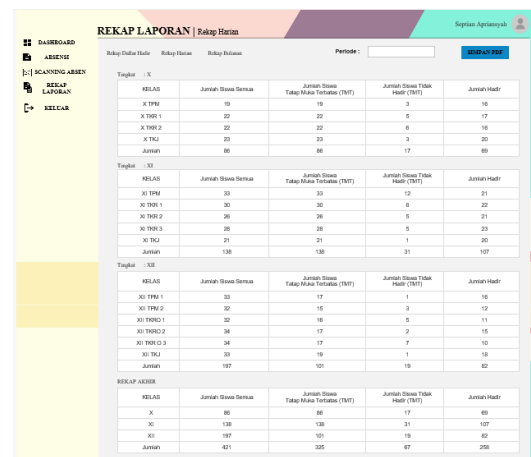 Septian Apriansyah
REKAP LAPORAN | Rekap Harian
DASHBOARD
ABSENSI
SCANNING ABSEN
REKAP
LAPORAN
KELUAR
Rekap Daftar Hadir Rekap Harian Rekap Bulanan Periode : SIMPAN PDF
Tingkat : X
KELAS Jumlah Siswa Semua Jumlah Siswa Tatap Muka Terbatas (TMT) Jumlah Siswa Tidak Hadir (TMT) Jumlah Hadir
X TPM 19 19 3 16
X TKR 1 22 22 5 17
X TKR 2 22 22 6 16
X TKJ 23 23 3 20
Jumlah 86 86 17 69
Tingkat : XI
KELAS Jumlah Siswa Semua Jumlah Siswa Tatap Muka Terbatas (TMT) Jumlah Siswa Tidak Hadir (TMT) Jumlah Hadir
XI TPM 33 33 12 21
XI TKR 1 30 30 8 22
XI TKR 2 26 26 5 21
XI TKR 3 28 28 5 23
XI TKJ 21 21 1 20
Jumlah 138 138 31 107
Tingkat : XII
KELAS Jumlah Siswa Semua Jumlah Siswa Tatap Muka Terbatas (TMT) Jumlah Siswa Tidak Hadir (TMT) Jumlah Hadir
XII TPM 1 33 17 1 16
XII TPM 2 32 15 3 12
XII TKRO 1 32 16 5 11
XII TKRO 2 34 17 2 15
XII TKR O 3 34 17 7 10
XII TKJ 33 19 1 18
Jumlah 197 101 19 82
REKAP AKHIR
KELAS Jumlah Siswa Semua Jumlah Siswa Tatap Muka Terbatas (TMT) Jumlah Siswa Tidak Hadir (TMT) Jumlah Hadir
X 86 86 17 69
XI 138 138 31 107
XII 197 101 19 82
Jumlah 421 325 67 258